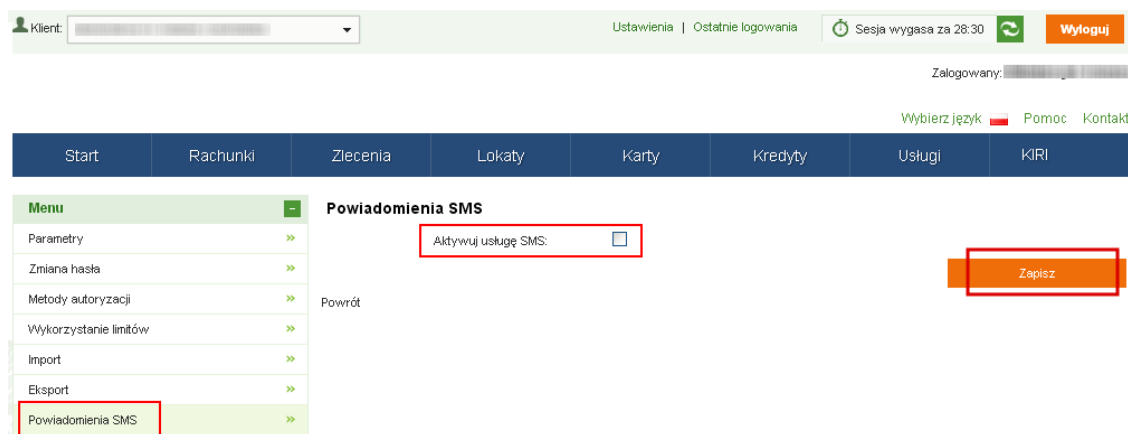 Klient:
Ustawienia | Ostatnie logowania
Sesja wygasa za 28:30
Wyloguj
Zalogowany:
Wybierz język Pomoc Kontakt
Start Rachunki Zlecenia Lokaty Karty Kredyty Usługi KIRI
Menu
Parametry
Zmiana hasła
Metody autoryzacji
Wykorzystanie limitów
Import
Eksport
Powiadomienia SMS
Powiadomienia SMS
Aktywuj usługę SMS:
Zapisz
Powrót